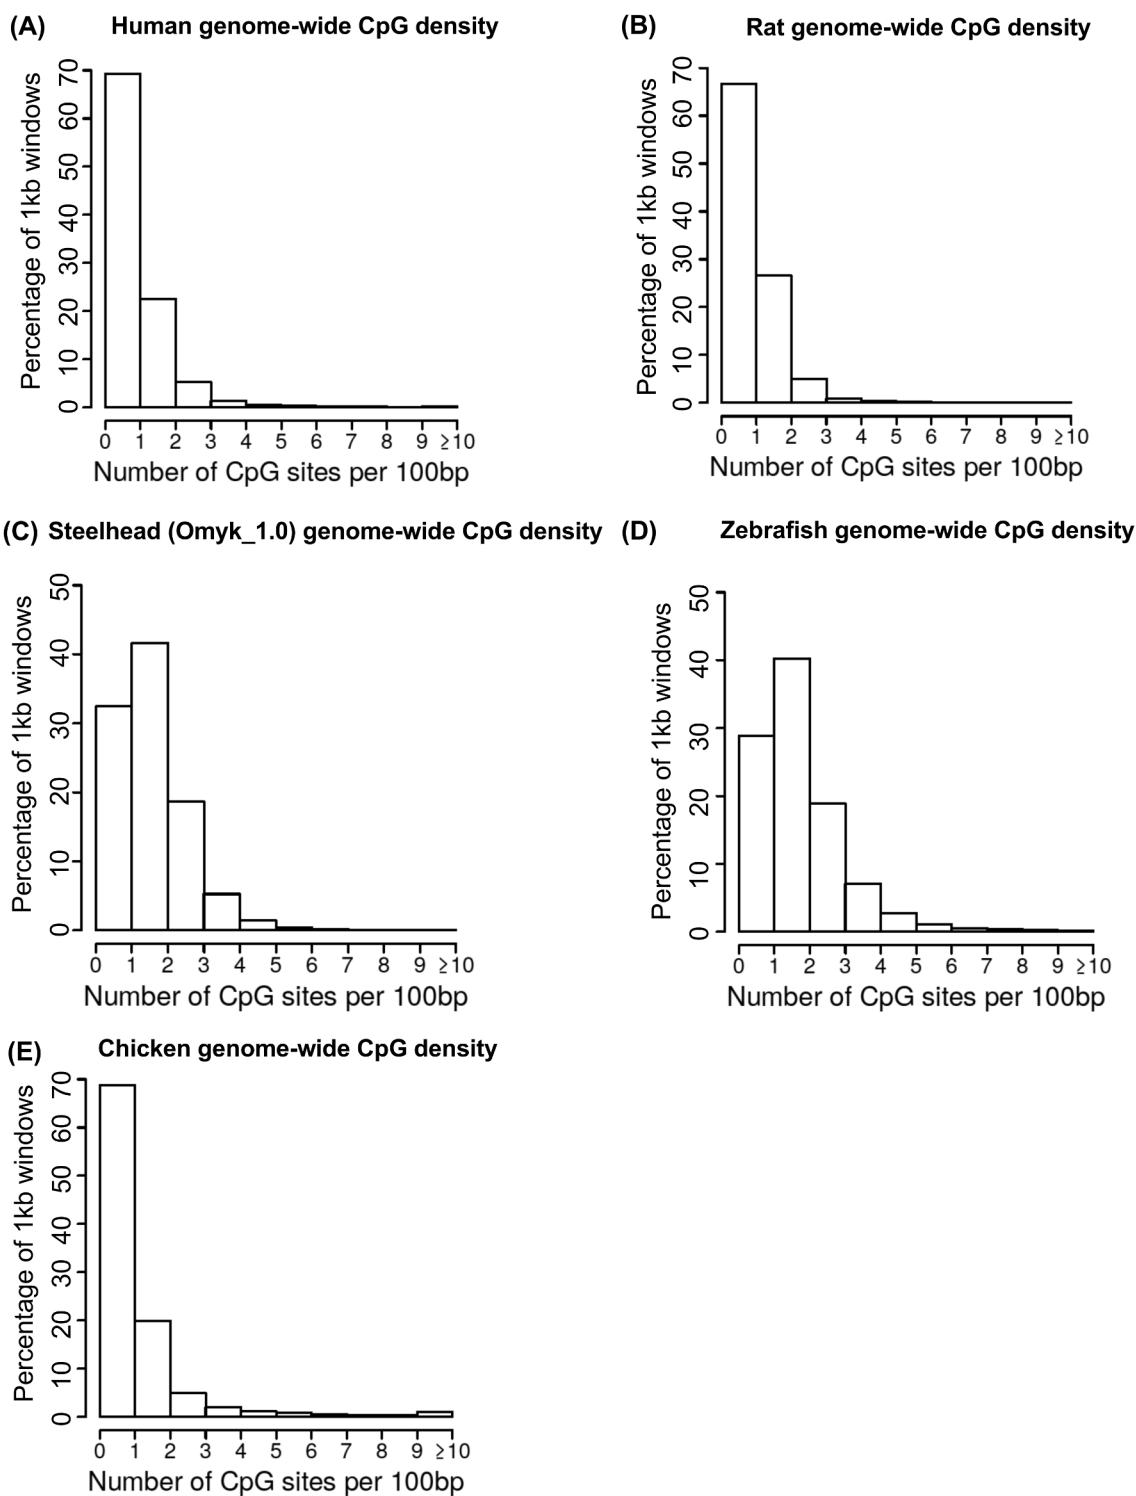 (A) Human genome-wide CpG density
Percentage of 1kb windows
70
60
50
40
30
20
10
0
0 1 2 3 4 5 6 7 8 9 ≥10
Number of CpG sites per 100bp
(B) Rat genome-wide CpG density
Percentage of 1kb windows
70
60
50
40
30
20
10
0
0 1 2 3 4 5 6 7 8 9 ≥10
Number of CpG sites per 100bp
(C) Steelhead (Omyk_1.0) genome-wide CpG density
Percentage of 1kb windows
50
40
30
20
10
0
0 1 2 3 4 5 6 7 8 9 ≥10
Number of CpG sites per 100bp
(D) Zebrafish genome-wide CpG density
Percentage of 1kb windows
50
40
30
20
10
0
0 1 2 3 4 5 6 7 8 9 ≥10
Number of CpG sites per 100bp
(E) Chicken genome-wide CpG density
Percentage of 1kb windows
70
60
50
40
30
20
10
0
0 1 2 3 4 5 6 7 8 9 ≥10
Number of CpG sites per 100bp